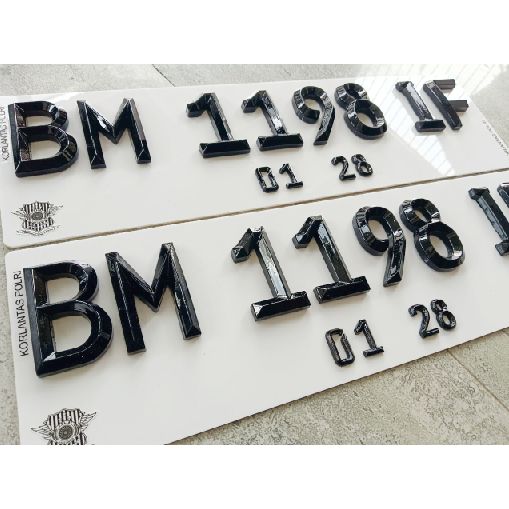 KORLANTAS POLRI
BM 1198 IF
01 28
KORLANTAS POLRI
BM 1198
01 28